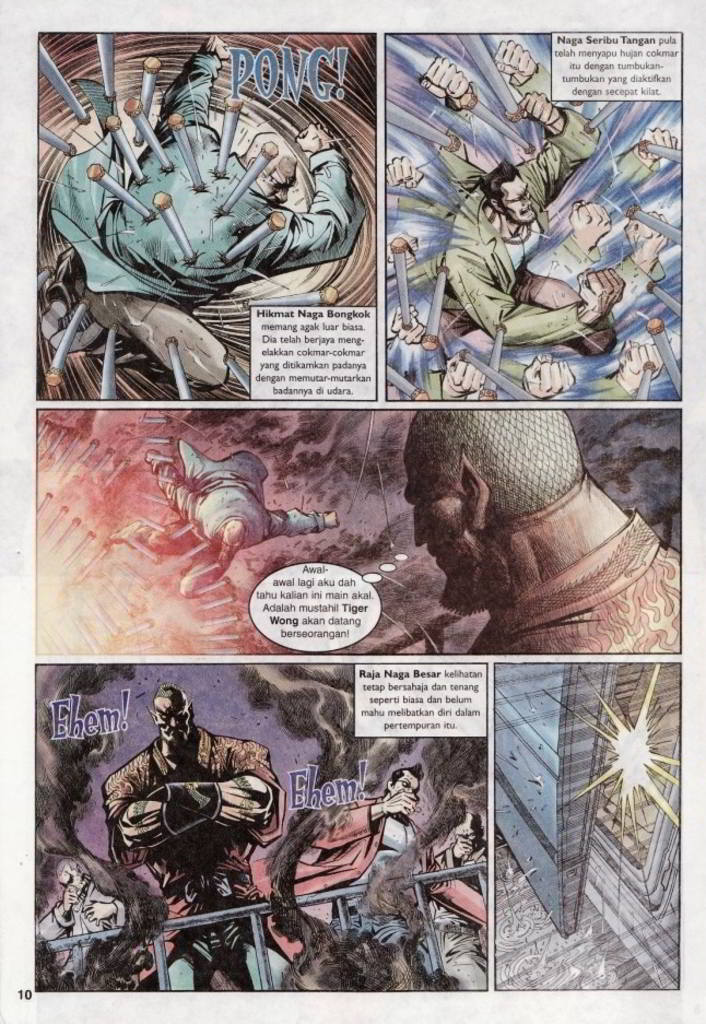 PONG!
Hikmat Naga Bongkok
memang agak luar biasa.
Dia telah berjaya meng-
elakkan cokmar-cokmar
yang ditikamkan padanya
dengan memutar-mutarkan
badannya di udara.
Naga Seribu Tangan pula
telah menyapu hujan cokmar
itu dengan tumbukan-
tumbukan yang diaktifkan
dengan secepat kilat.
Awal-
awal lagi aku dah
tahu kalian ini main akal.
Adalah mustahil Tiger
Wong akan datang
berseorangan!
Ehem!
Raja Naga Besar kelihatan
tetap bersahaja dan tenang
seperti biasa dan belum
mahu melibatkan diri dalam
pertempuran itu.
Ehem!
10